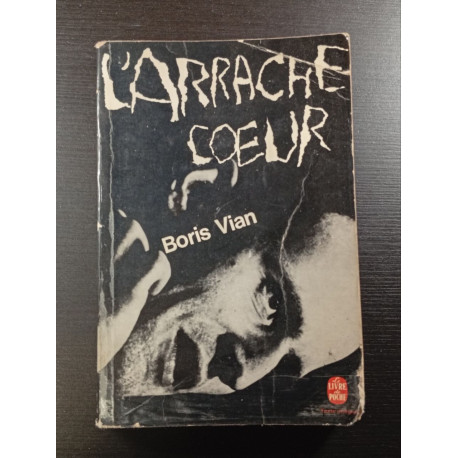 L'ARRACHE
COEUR
Boris Vian
Le
LIVRE
DE
POCHE